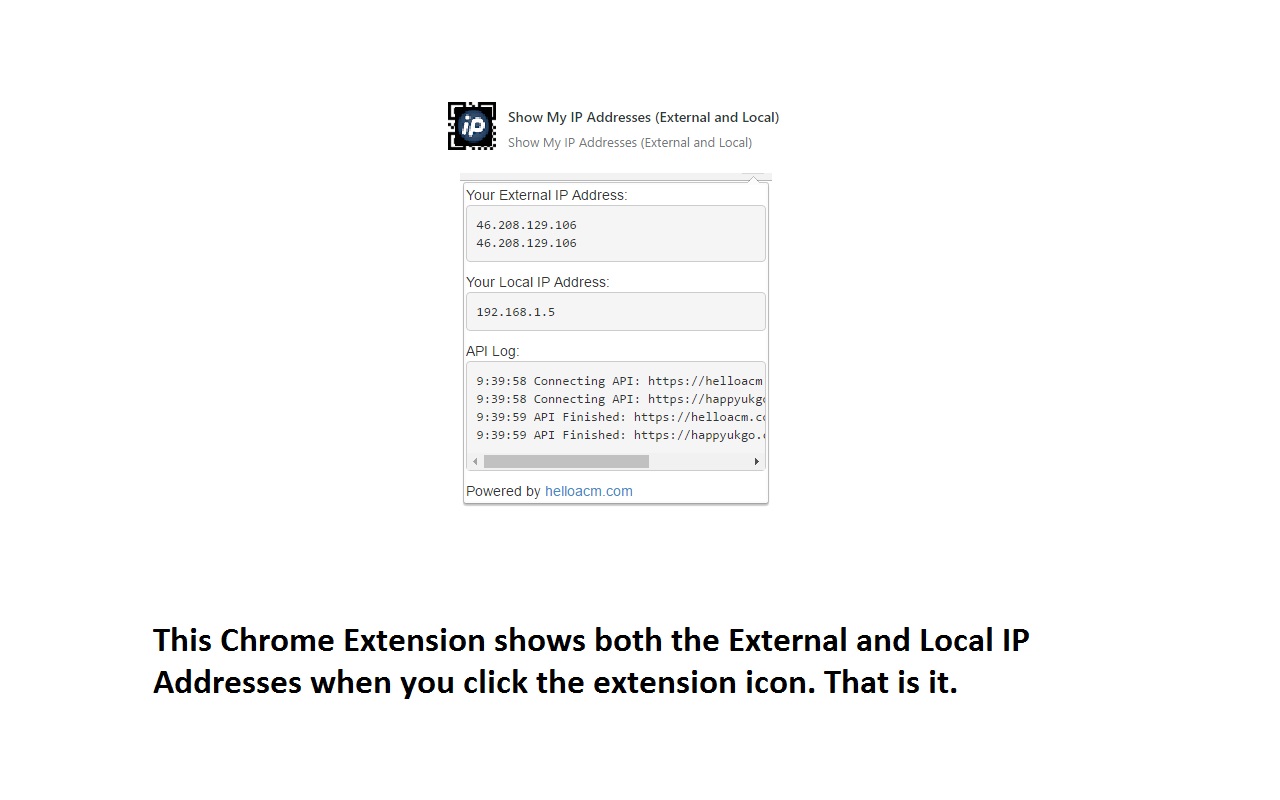 iP
Show My IP Addresses (External and Local)
Show My IP Addresses (External and Local)
Your External IP Address:
46.208.129.106
46.208.129.106
Your Local IP Address:
192.168.1.5
API Log:
9:39:58 Connecting API: https://helloacm
9:39:58 Connecting API: https://happyukg
9:39:59 API Finished: https://helloacm.c
9:39:59 API Finished: https://happyukgo.
Powered by helloacm.com
This Chrome Extension shows both the External and Local IP
Addresses when you click the extension icon. That is it.